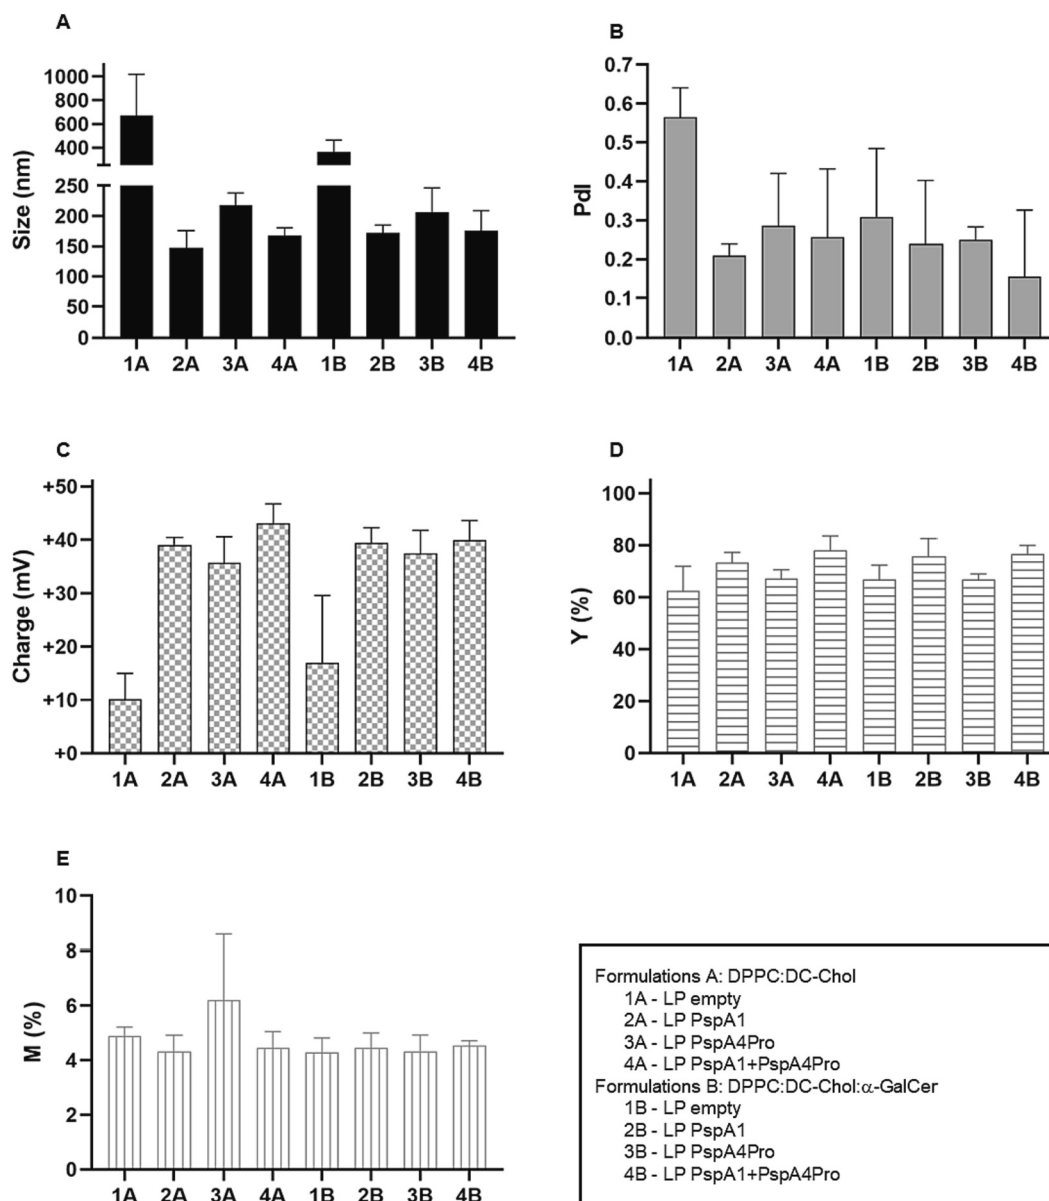 A
Size (nm)
1000
800
600
400
250
200
150
100
50
0
1A 2A 3A 4A 1B 2B 3B 4B
B
PdI
0.7
0.6
0.5
0.4
0.3
0.2
0.1
0.0
1A 2A 3A 4A 1B 2B 3B 4B
C
Charge (mV)
+50
+40
+30
+20
+10
+0
1A 2A 3A 4A 1B 2B 3B 4B
D
Y (%)
100
80
60
40
20
0
1A 2A 3A 4A 1B 2B 3B 4B
E
M (%)
10
8
6
4
2
0
1A 2A 3A 4A 1B 2B 3B 4B
Formulations A: DPPC:DC-Chol
1A - LP empty
2A - LP PspA1
3A - LP PspA4Pro
4A - LP PspA1+PspA4Pro
Formulations B: DPPC:DC-Chol:α-GalCer
1B - LP empty
2B - LP PspA1
3B - LP PspA4Pro
4B - LP PspA1+PspA4Pro